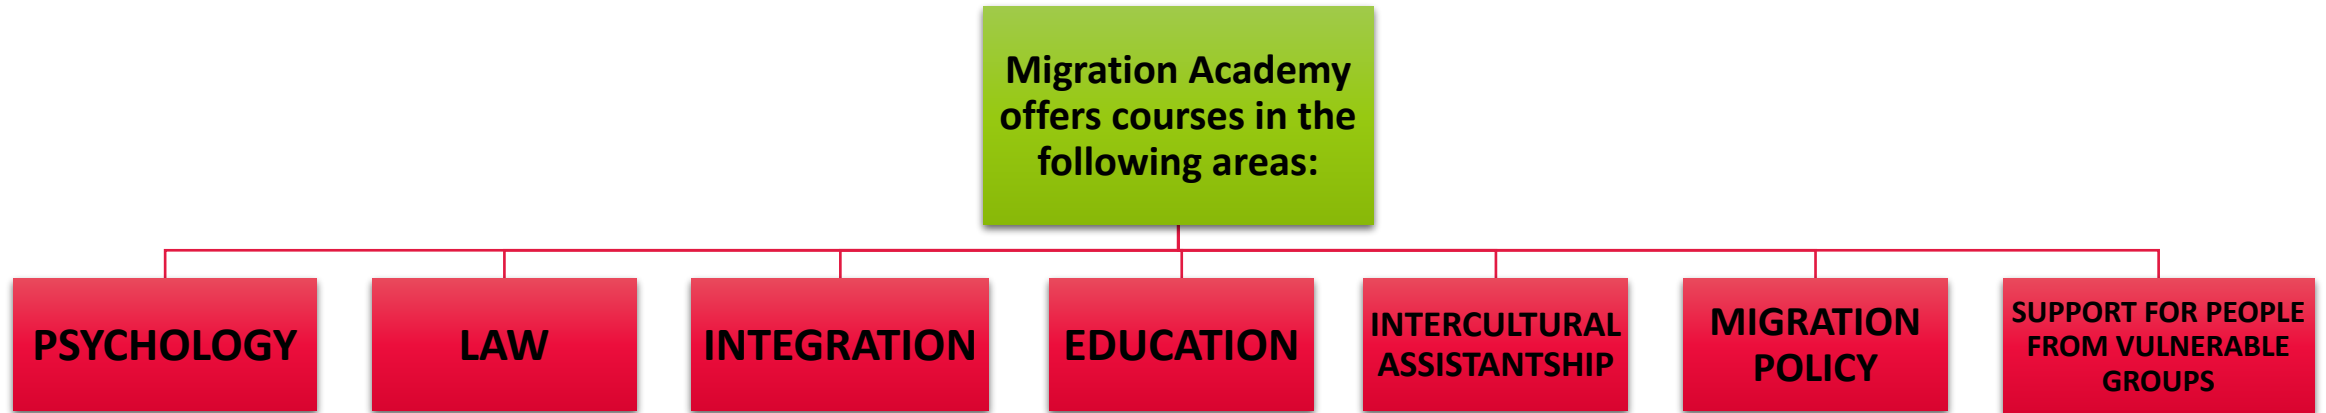 Migration Academy
offers courses in the
following areas:
PSYCHOLOGY
LAW
INTEGRATION
EDUCATION
INTERCULTURAL
ASSISTANTSHIP
MIGRATION
POLICY
SUPPORT FOR PEOPLE
FROM VULNERABLE
GROUPS